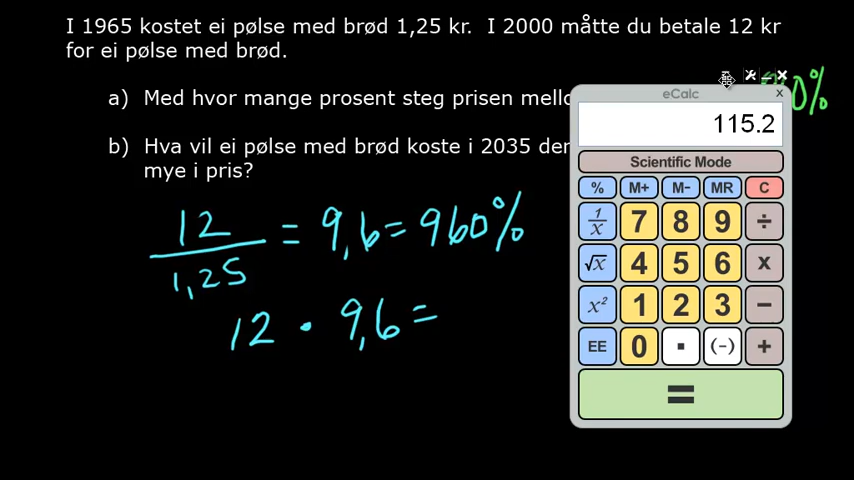 I 1965 kostet ei pølse med brød 1,25 kr. I 2000 måtte du betale 12 kr
for ei pølse med brød.
a) Med hvor mange prosent steg prisen mello
0%
b) Hva vil ei pølse med brød koste i 2035 der
mye i pris?
12
1,25
= 9,6 = 960%
12 · 9,6 =
eCalc
x
115.2
Scientific Mode
% M+ M- MR C
1/x 7 8 9 ÷
√x 4 5 6 x
x² 1 2 3 −
EE 0 . (-) +
=